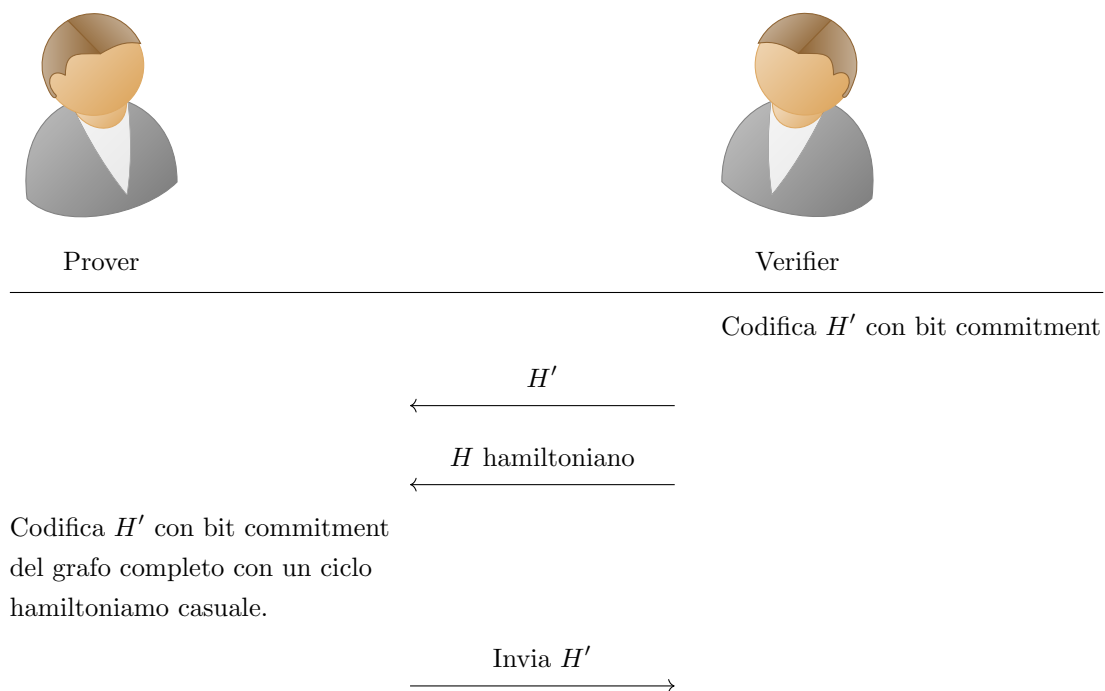 Prover
Verifier
Codifica H′ con bit commitment
H′
H hamiltoniano
Codifica H′ con bit commitment
del grafo completo con un ciclo
hamiltoniamo casuale.
Invia H′